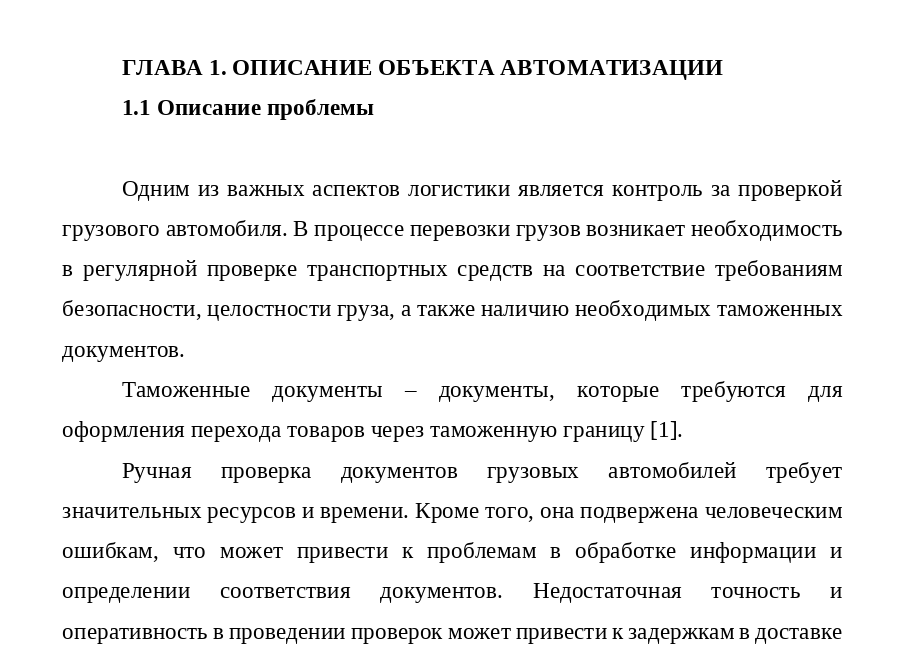 ГЛАВА 1. ОПИСАНИЕ ОБЪЕКТА АВТОМАТИЗАЦИИ
1.1 Описание проблемы
Одним из важных аспектов логистики является контроль за проверкой
грузового автомобиля. В процессе перевозки грузов возникает необходимость
в регулярной проверке транспортных средств на соответствие требованиям
безопасности, целостности груза, а также наличию необходимых таможенных
документов.
Таможенные документы – документы, которые требуются для
оформления перехода товаров через таможенную границу [1].
Ручная проверка документов грузовых автомобилей требует
значительных ресурсов и времени. Кроме того, она подвержена человеческим
ошибкам, что может привести к проблемам в обработке информации и
определении соответствия документов. Недостаточная точность и
оперативность в проведении проверок может привести к задержкам в доставке